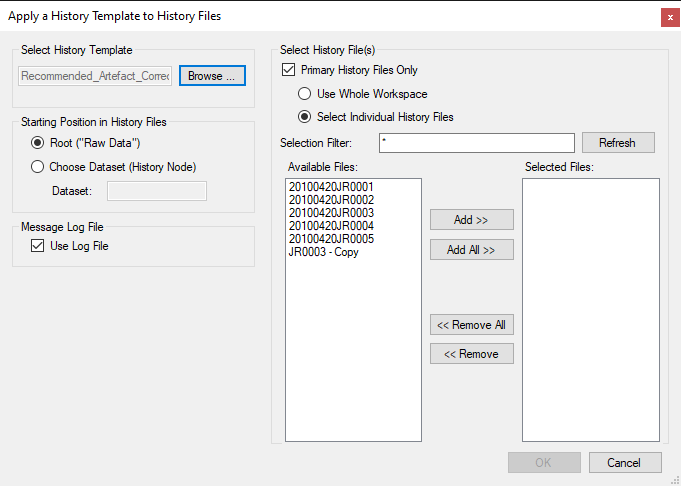 Apply a History Template to History Files
x
Select History Template
Recommended_Artefact_Correc
Browse ...
Starting Position in History Files
Root ("Raw Data")
Choose Dataset (History Node)
Dataset:
Message Log File
Use Log File
Select History File(s)
Primary History Files Only
Use Whole Workspace
Select Individual History Files
Selection Filter:
*
Refresh
Available Files:
20100420JR0001
20100420JR0002
20100420JR0003
20100420JR0004
20100420JR0005
JR0003 - Copy
Add >>
Add All >>
<< Remove All
<< Remove
Selected Files:
OK
Cancel